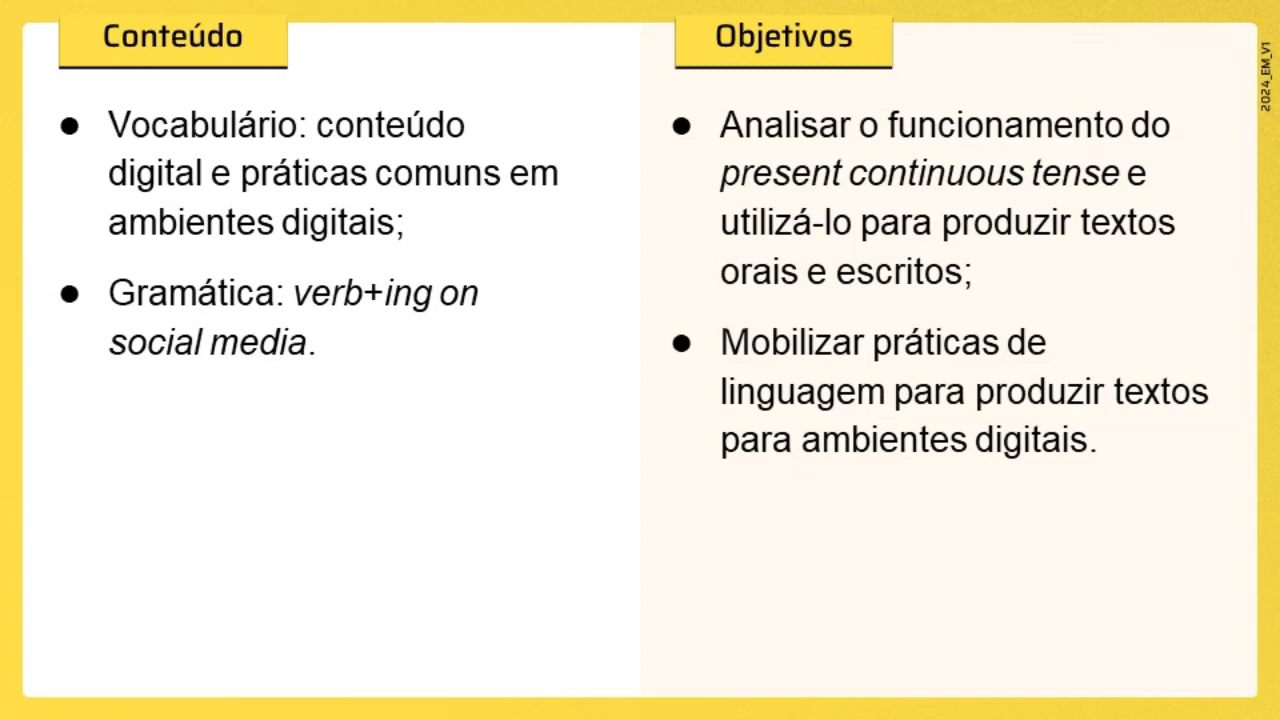 Conteúdo
● Vocabulário: conteúdo
digital e práticas comuns em
ambientes digitais;
● Gramática: verb+ing on
social media.
Objetivos
● Analisar o funcionamento do
present continuous tense e
utilizá-lo para produzir textos
orais e escritos;
● Mobilizar práticas de
linguagem para produzir textos
para ambientes digitais.
2024_EM_V1